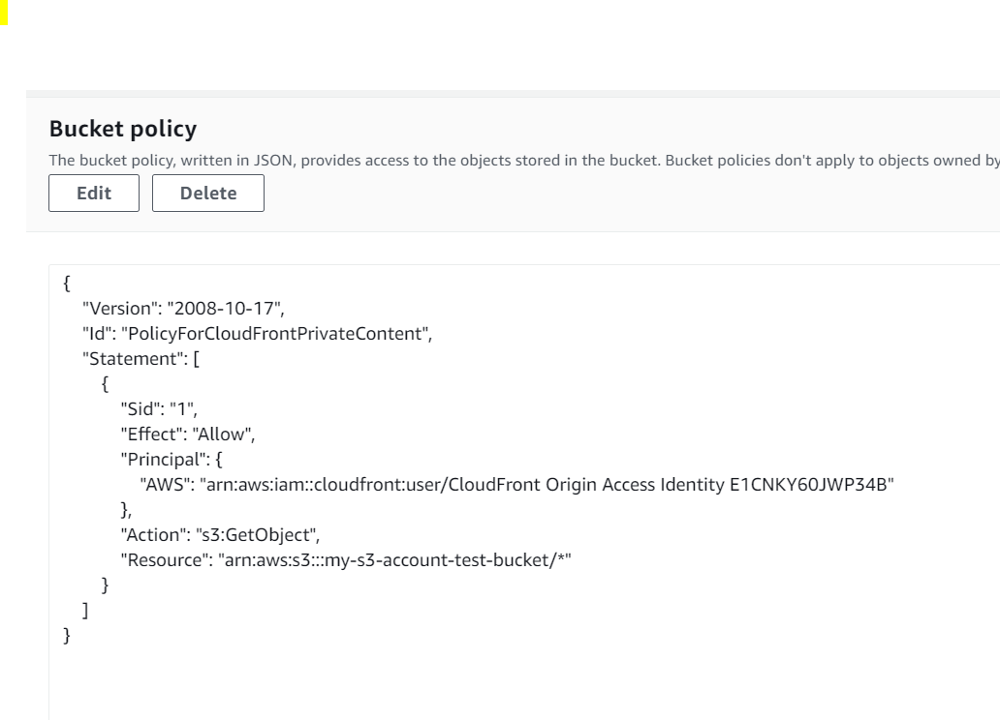 Bucket policy
The bucket policy, written in JSON, provides access to the objects stored in the bucket. Bucket policies don't apply to objects owned by
Edit Delete
{
"Version": "2008-10-17",
"Id": "PolicyForCloudFrontPrivateContent",
"Statement": [
{
"Sid": "1",
"Effect": "Allow",
"Principal": {
"AWS": "arn:aws:iam::cloudfront:user/CloudFront Origin Access Identity E1CNKY60JWP34B"
},
"Action": "s3:GetObject",
"Resource": "arn:aws:s3:::my-s3-account-test-bucket/*"
}
]
}